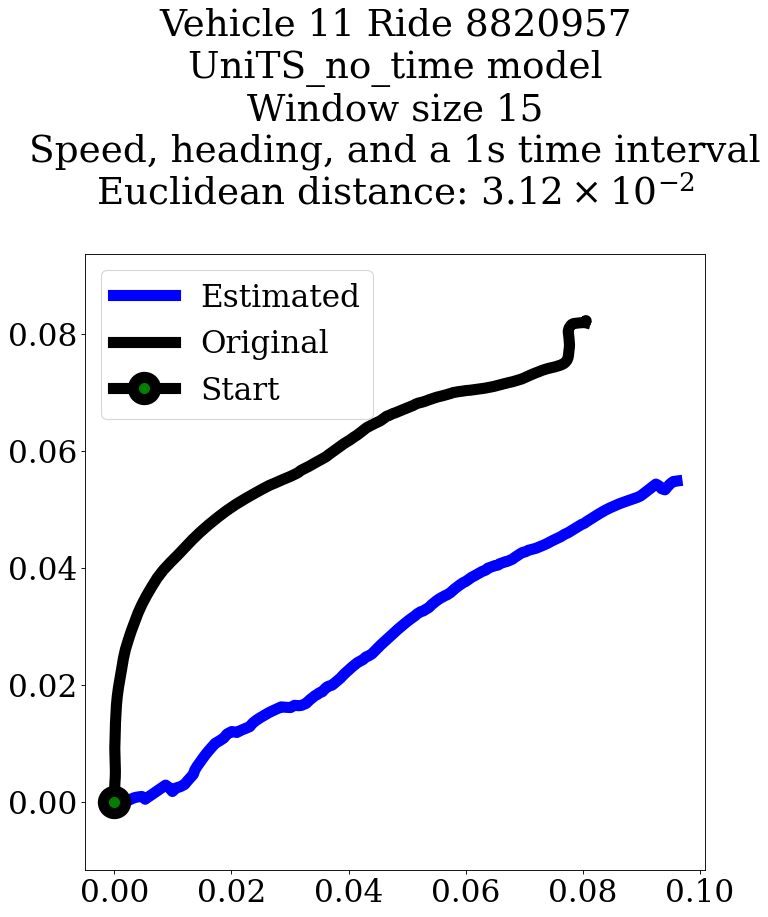 Vehicle 11 Ride 8820957
UniTS_no_time model
Window size 15
Speed, heading, and a 1s time interval
Euclidean distance: 3.12 × 10⁻²
Estimated
Original
Start
0.08
0.06
0.04
0.02
0.00
0.00 0.02 0.04 0.06 0.08 0.10